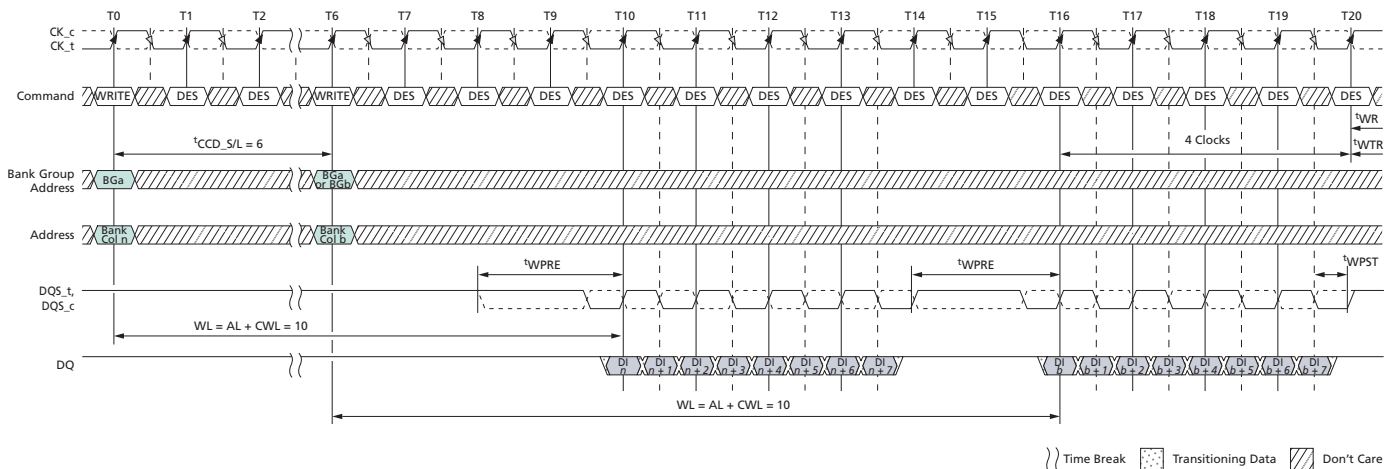 T0 T1 T2 T6 T7 T8 T9 T10 T11 T12 T13 T14 T15 T16 T17 T18 T19 T20
CK_c
CK_t
Command WRITE DES DES WRITE DES DES DES DES DES DES DES DES DES DES DES DES DES DES
tWR
tCCD_S/L = 6 4 Clocks tWTR
Bank Group
Address
BGa BGa
or BGb
Address Bank
Col n Bank
Col b
tWPRE tWPRE tWPST
DQS_t,
DQS_c
WL = AL + CWL = 10
DQ DI
n DI
n + 1 DI
n + 2 DI
n + 3 DI
n + 4 DI
n + 5 DI
n + 6 DI
n + 7 DI
b DI
b + 1 DI
b + 2 DI
b + 3 DI
b + 4 DI
b + 5 DI
b + 6 DI
b + 7
WL = AL + CWL = 10
Time Break Transitioning Data Don't Care